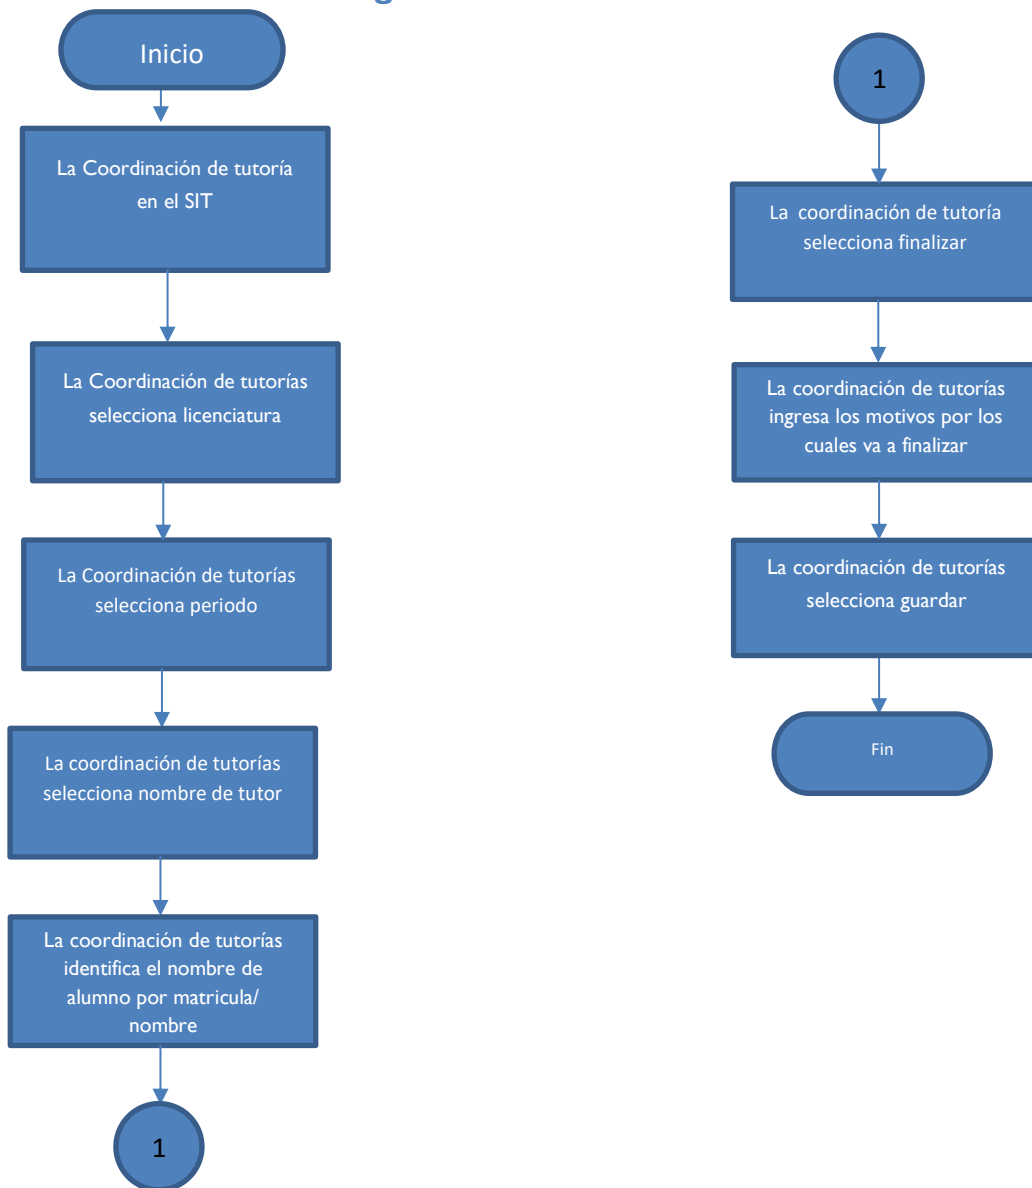 Inicio
La Coordinación de tutoría
en el SIT
La Coordinación de tutorías
selecciona licenciatura
La Coordinación de tutorías
selecciona periodo
La coordinación de tutorías
selecciona nombre de tutor
La coordinación de tutorías
identifica el nombre de
alumno por matricula/
nombre
1
1
La coordinación de tutoría
selecciona finalizar
La coordinación de tutorías
ingresa los motivos por los
cuales va a finalizar
La coordinación de tutorías
selecciona guardar
Fin